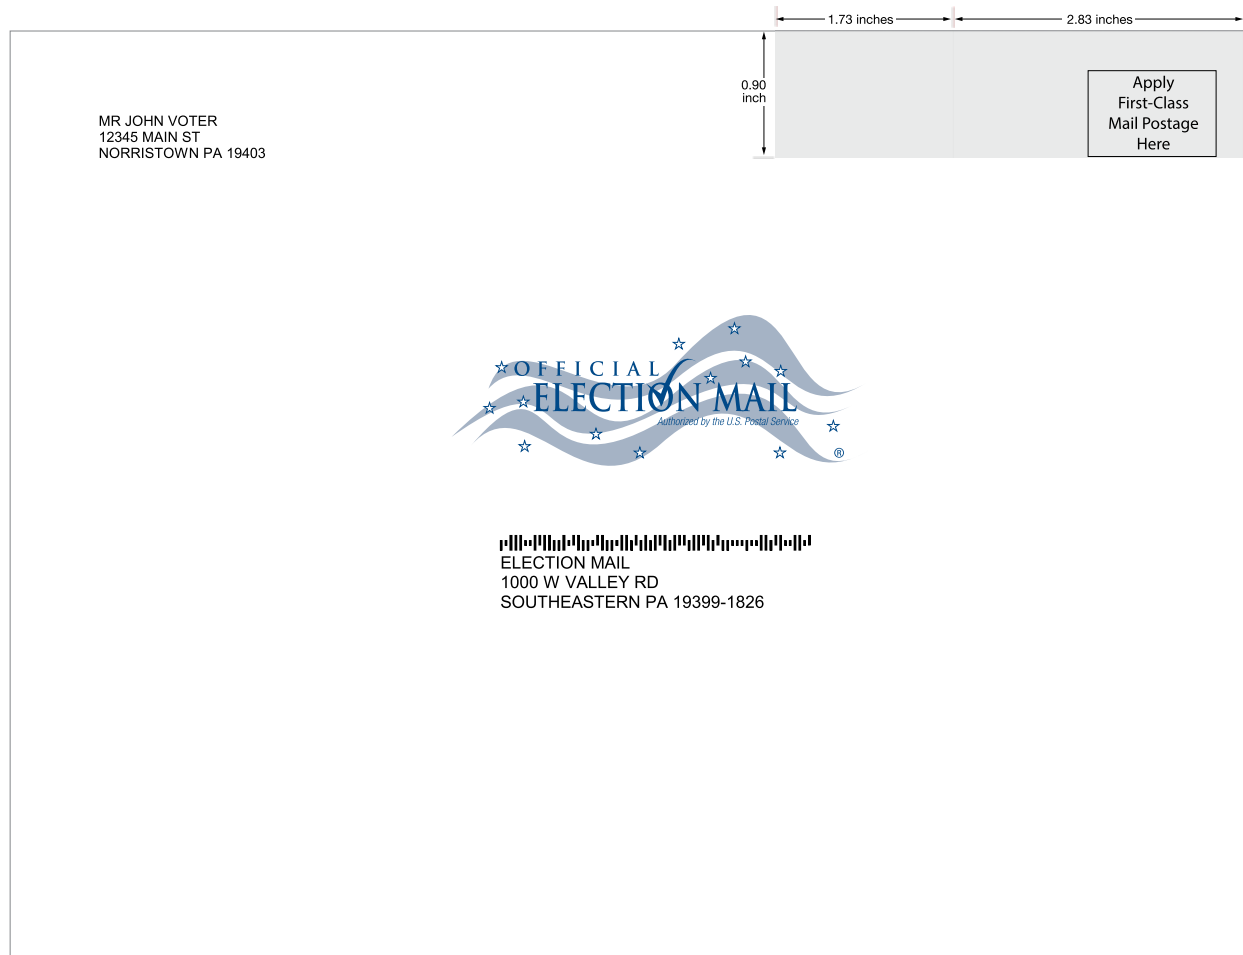 1.73 inches
2.83 inches
0.90
inch
Apply
First-Class
Mail Postage
Here
MR JOHN VOTER
12345 MAIN ST
NORRISTOWN PA 19403
OFFICIAL
ELECTION MAIL
Authorized by the U.S. Postal Service
®
ELECTION MAIL
1000 W VALLEY RD
SOUTHEASTERN PA 19399-1826